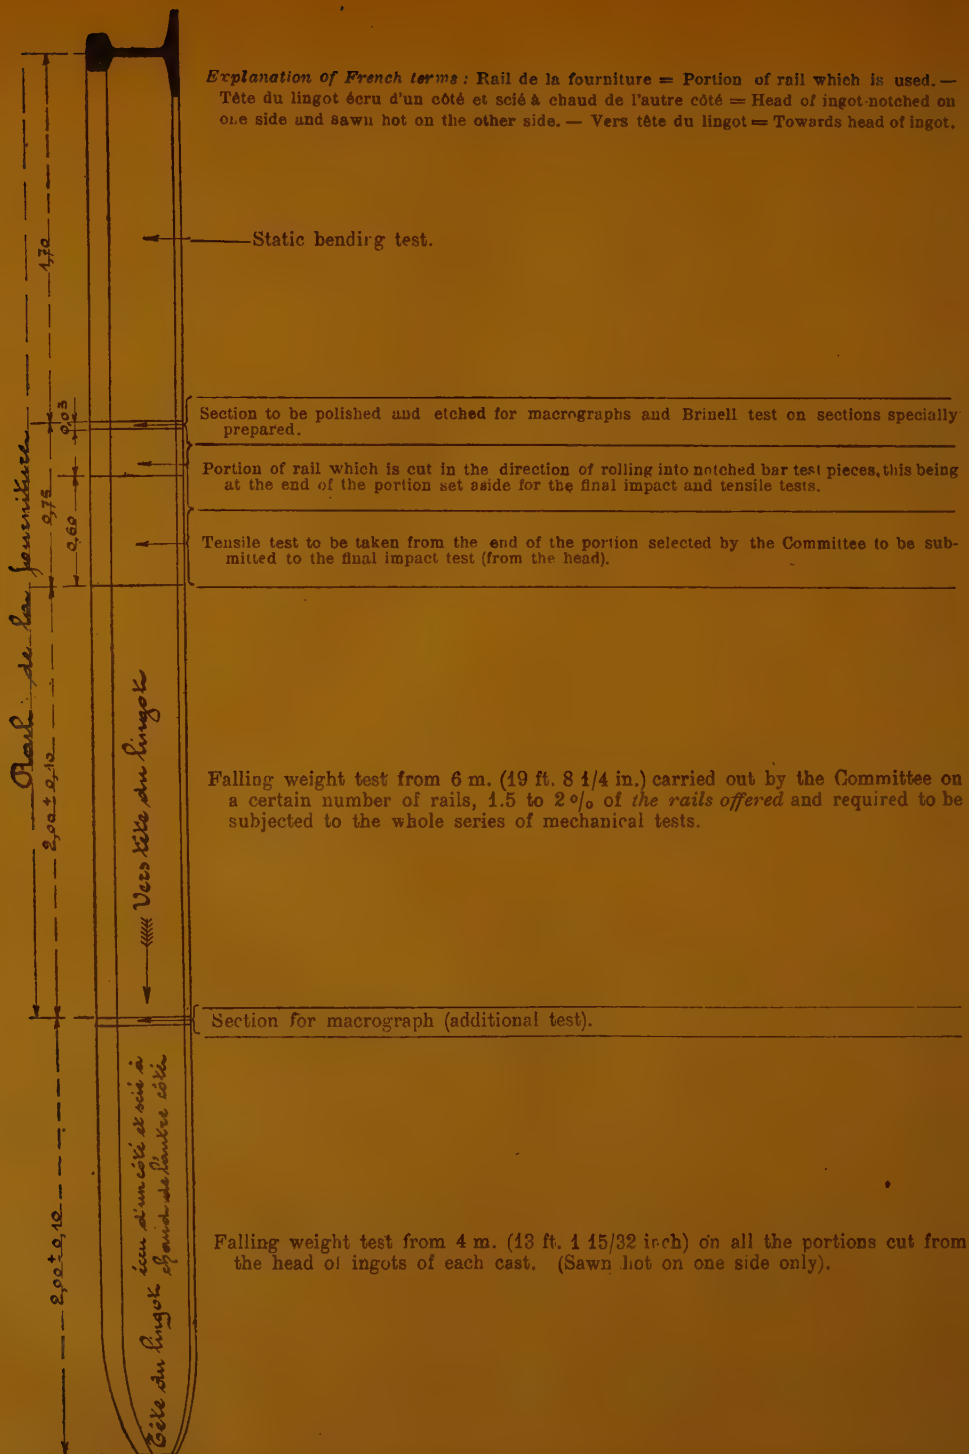 Explanation of French terms : Rail de la fourniture = Portion of rail which is used. —
Tête du lingot écru d'un côté et scié à chaud de l'autre côté = Head of ingot notched on
one side and sawn hot on the other side. — Vers tête du lingot = Towards head of ingot.
1,70
Static bending test.
0,03
Section to be polished and etched for macrographs and Brinell test on sections specially
prepared.
Portion of rail which is cut in the direction of rolling into notched bar test pieces, this being
at the end of the portion set aside for the final impact and tensile tests.
0,75
0,60
Tensile test to be taken from the end of the portion selected by the Committee to be sub-
mitted to the final impact test (from the head).
Rail de la fourniture
2,00 ± 0,10
Vers tête du lingot
Falling weight test from 6 m. (19 ft. 8 1/4 in.) carried out by the Committee on
a certain number of rails, 1.5 to 2 % of the rails offered and required to be
subjected to the whole series of mechanical tests.
Section for macrograph (additional test).
2,00 ± 0,10
Tête du lingot écru d'un côté et scié à
chaud de l'autre côté
Falling weight test from 4 m. (13 ft. 1 15/32 inch) on all the portions cut from
the head of ingots of each cast. (Sawn hot on one side only).